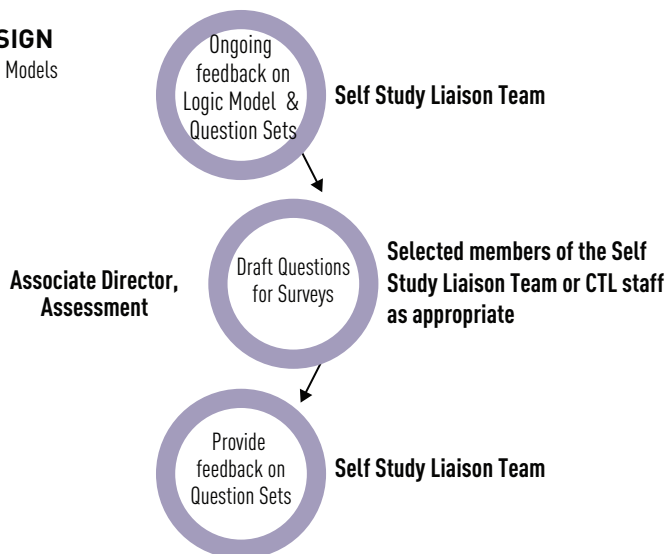 SIGN
Models
Ongoing
feedback on
Logic Model &
Question Sets
Self Study Liaison Team
Associate Director,
Assessment
Draft Questions
for Surveys
Selected members of the Self
Study Liaison Team or CTL staff
as appropriate
Provide
feedback on
Question Sets
Self Study Liaison Team